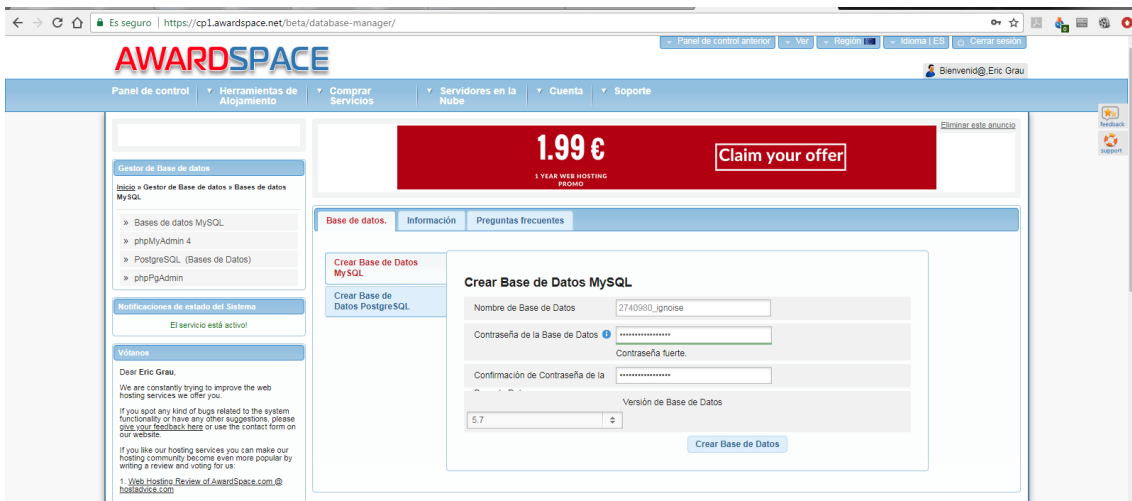 Es seguro | https://cp1.awardspace.net/beta/database-manager/
Panel de control anterior
Ver
Región
Idioma | ES
Cerrar sesión
AWARDSPACE
Bienvenid@,Eric Grau
Panel de control
Herramientas de
Alojamiento
Comprar
Servicios
Servidores en la
Nube
Cuenta
Soporte
feedback
support
Eliminar este anuncio
1.99 €
1 YEAR WEB HOSTING
PROMO
Claim your offer
Gestor de Base de datos
Inicio » Gestor de Base de datos » Bases de datos
MySQL
» Bases de datos MySQL
» phpMyAdmin 4
» PostgreSQL (Bases de Datos)
» phpPgAdmin
Notificaciones de estado del Sistema
El servicio está activo!
Vótanos
Dear Eric Grau,
We are constantly trying to improve the web
hosting services we offer you.
If you spot any kind of bugs related to the system
functionality or have any other suggestions, please
give your feedback here or use the contact form on
our website.
If you like our hosting services you can make our
hosting community become even more popular by
writing a review and voting for us:
1. Web Hosting Review of AwardSpace.com @
hostadvice.com
Base de datos.
Información
Preguntas frecuentes
Crear Base de Datos
MySQL
Crear Base de
Datos PostgreSQL
Crear Base de Datos MySQL
Nombre de Base de Datos
2740980_ignoise
Contraseña de la Base de Datos
Contraseña fuerte.
Confirmación de Contraseña de la
Versión de Base de Datos
5.7
Crear Base de Datos